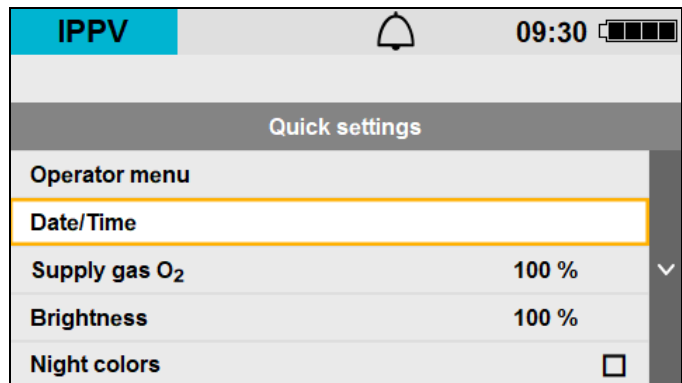 IPPV 09:30
Quick settings
Operator menu
Date/Time
Supply gas O₂ 100 %
Brightness 100 %
Night colors